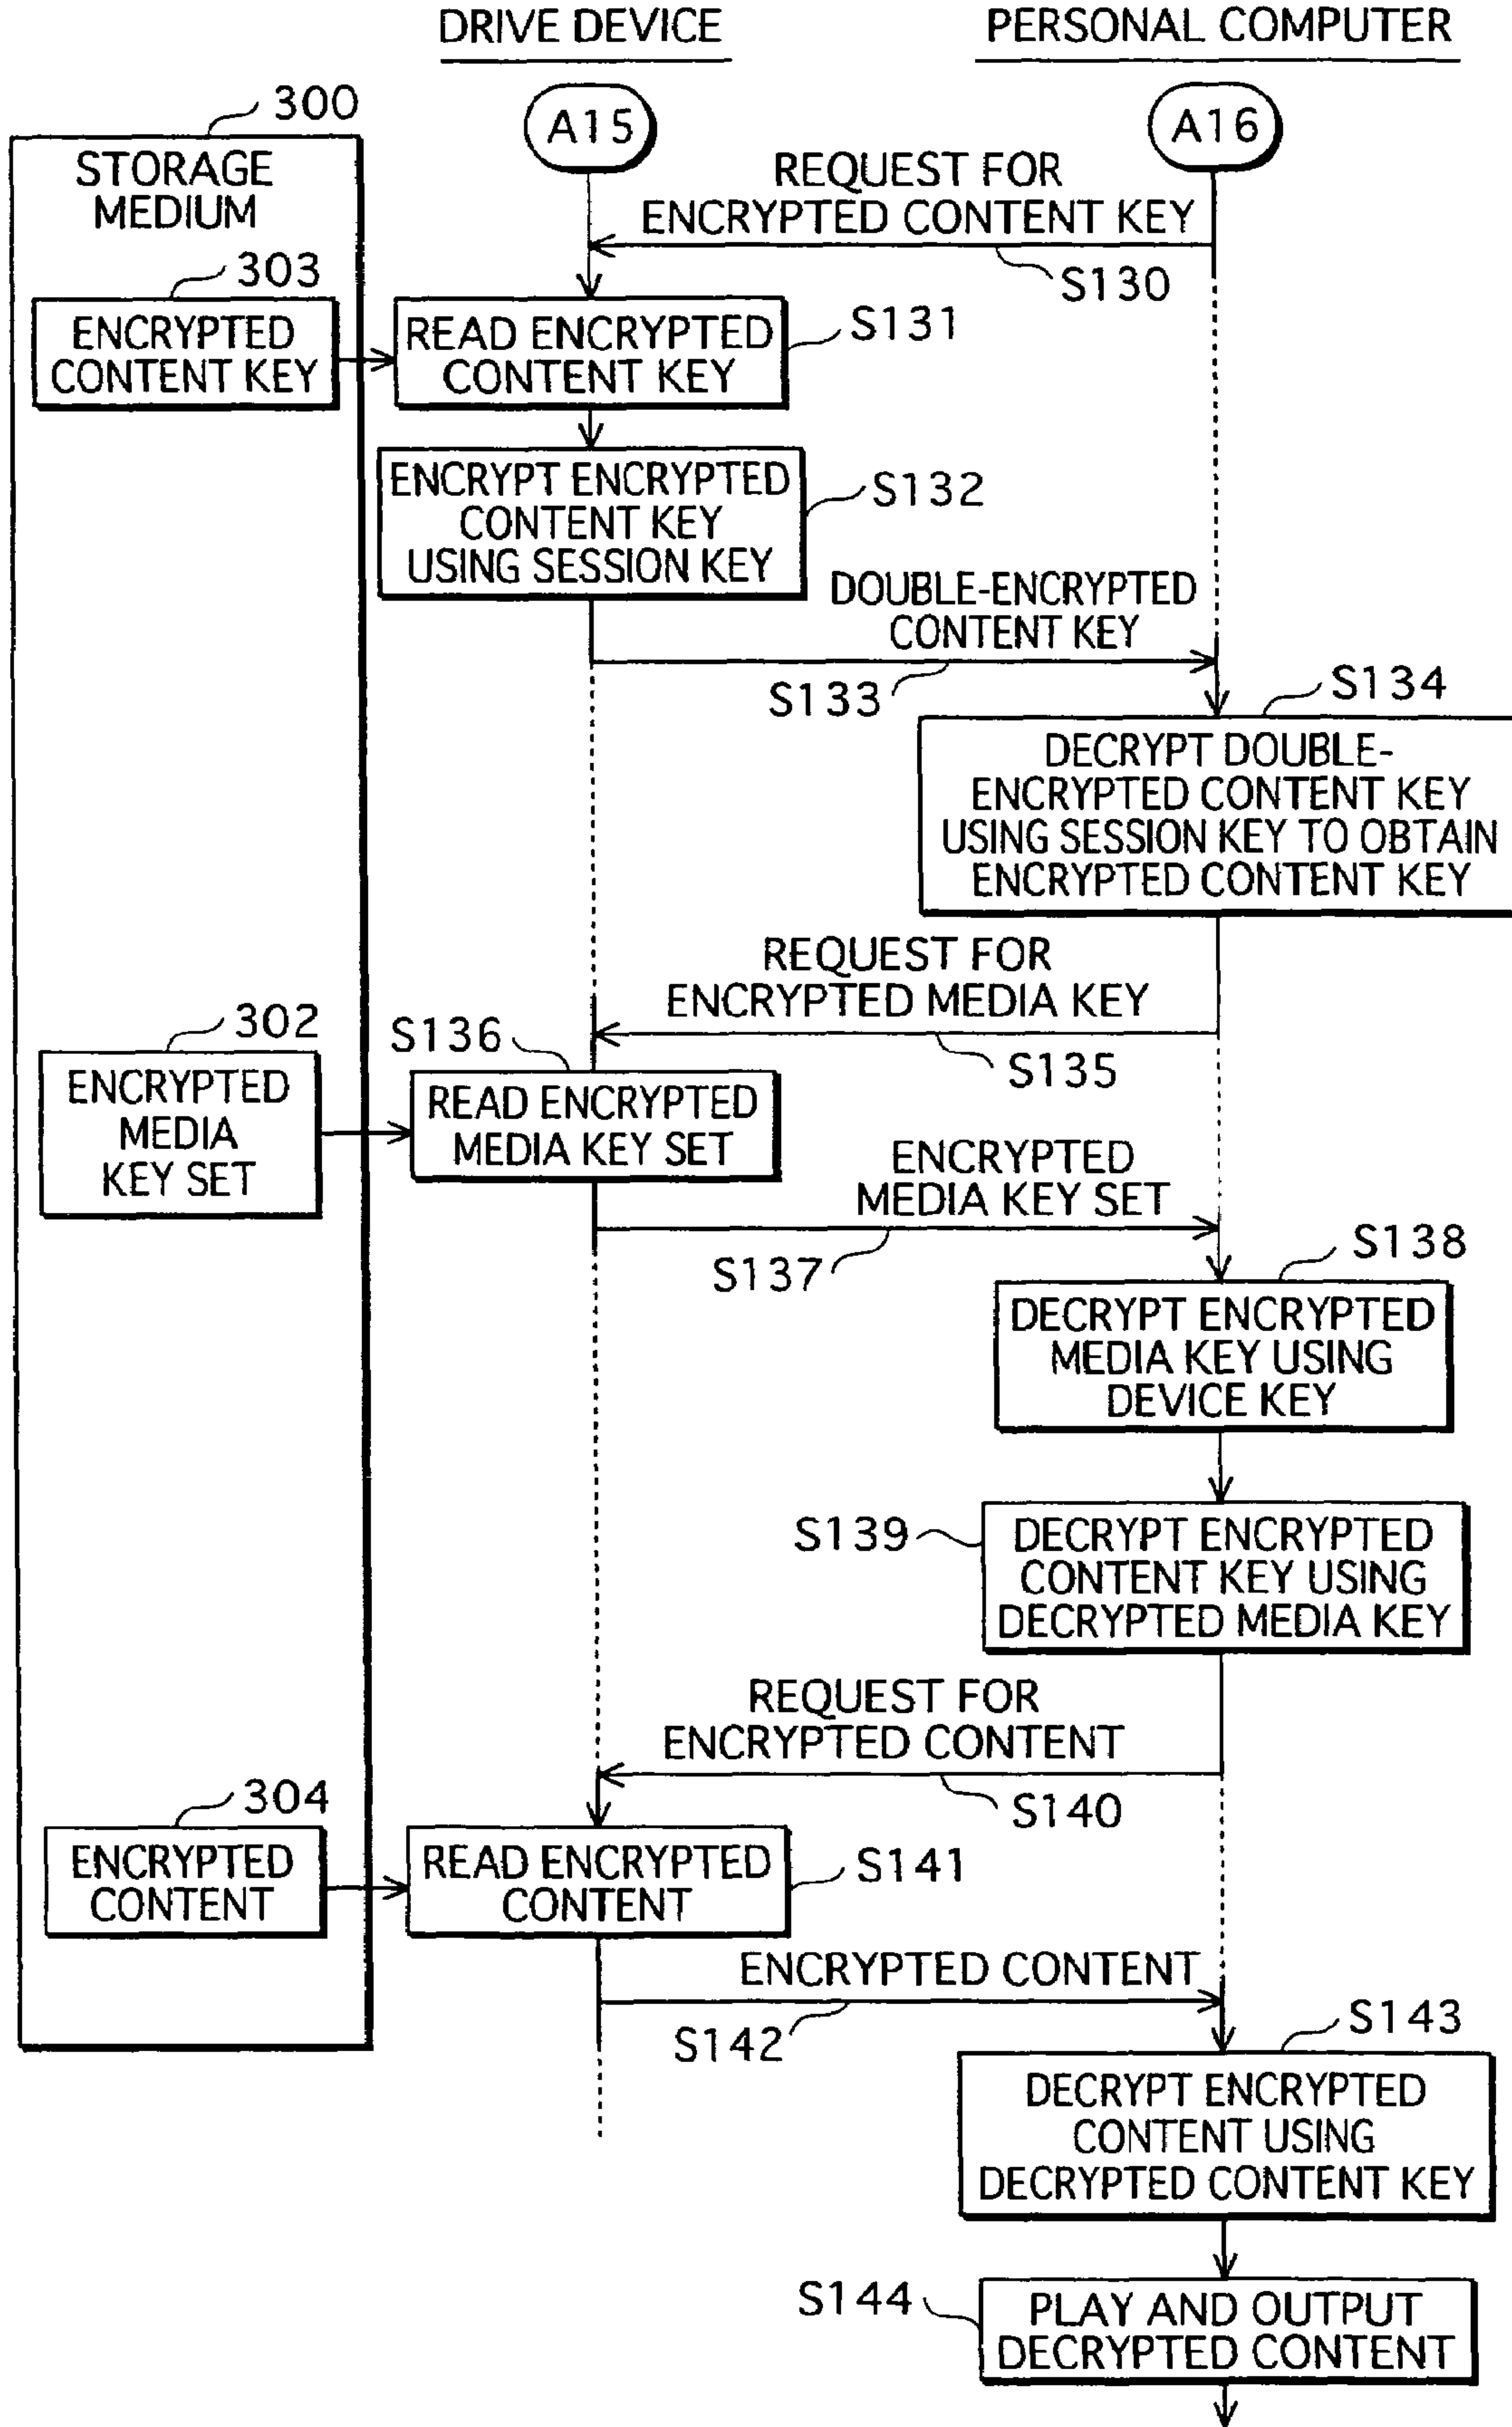 DRIVE DEVICE
PERSONAL COMPUTER
300
A15
A16
STORAGE
MEDIUM
REQUEST FOR
ENCRYPTED CONTENT KEY
S130
303
ENCRYPTED
CONTENT KEY
READ ENCRYPTED
CONTENT KEY
S131
ENCRYPT ENCRYPTED
CONTENT KEY
USING SESSION KEY
S132
DOUBLE-ENCRYPTED
CONTENT KEY
S133
S134
DECRYPT DOUBLE-
ENCRYPTED CONTENT KEY
USING SESSION KEY TO OBTAIN
ENCRYPTED CONTENT KEY
REQUEST FOR
ENCRYPTED MEDIA KEY
S135
302
ENCRYPTED
MEDIA
KEY SET
S136
READ ENCRYPTED
MEDIA KEY SET
ENCRYPTED
MEDIA KEY SET
S137
S138
DECRYPT ENCRYPTED
MEDIA KEY USING
DEVICE KEY
S139
DECRYPT ENCRYPTED
CONTENT KEY USING
DECRYPTED MEDIA KEY
REQUEST FOR
ENCRYPTED CONTENT
S140
304
ENCRYPTED
CONTENT
READ ENCRYPTED
CONTENT
S141
ENCRYPTED CONTENT
S142
S143
DECRYPT ENCRYPTED
CONTENT USING
DECRYPTED CONTENT KEY
S144
PLAY AND OUTPUT
DECRYPTED CONTENT